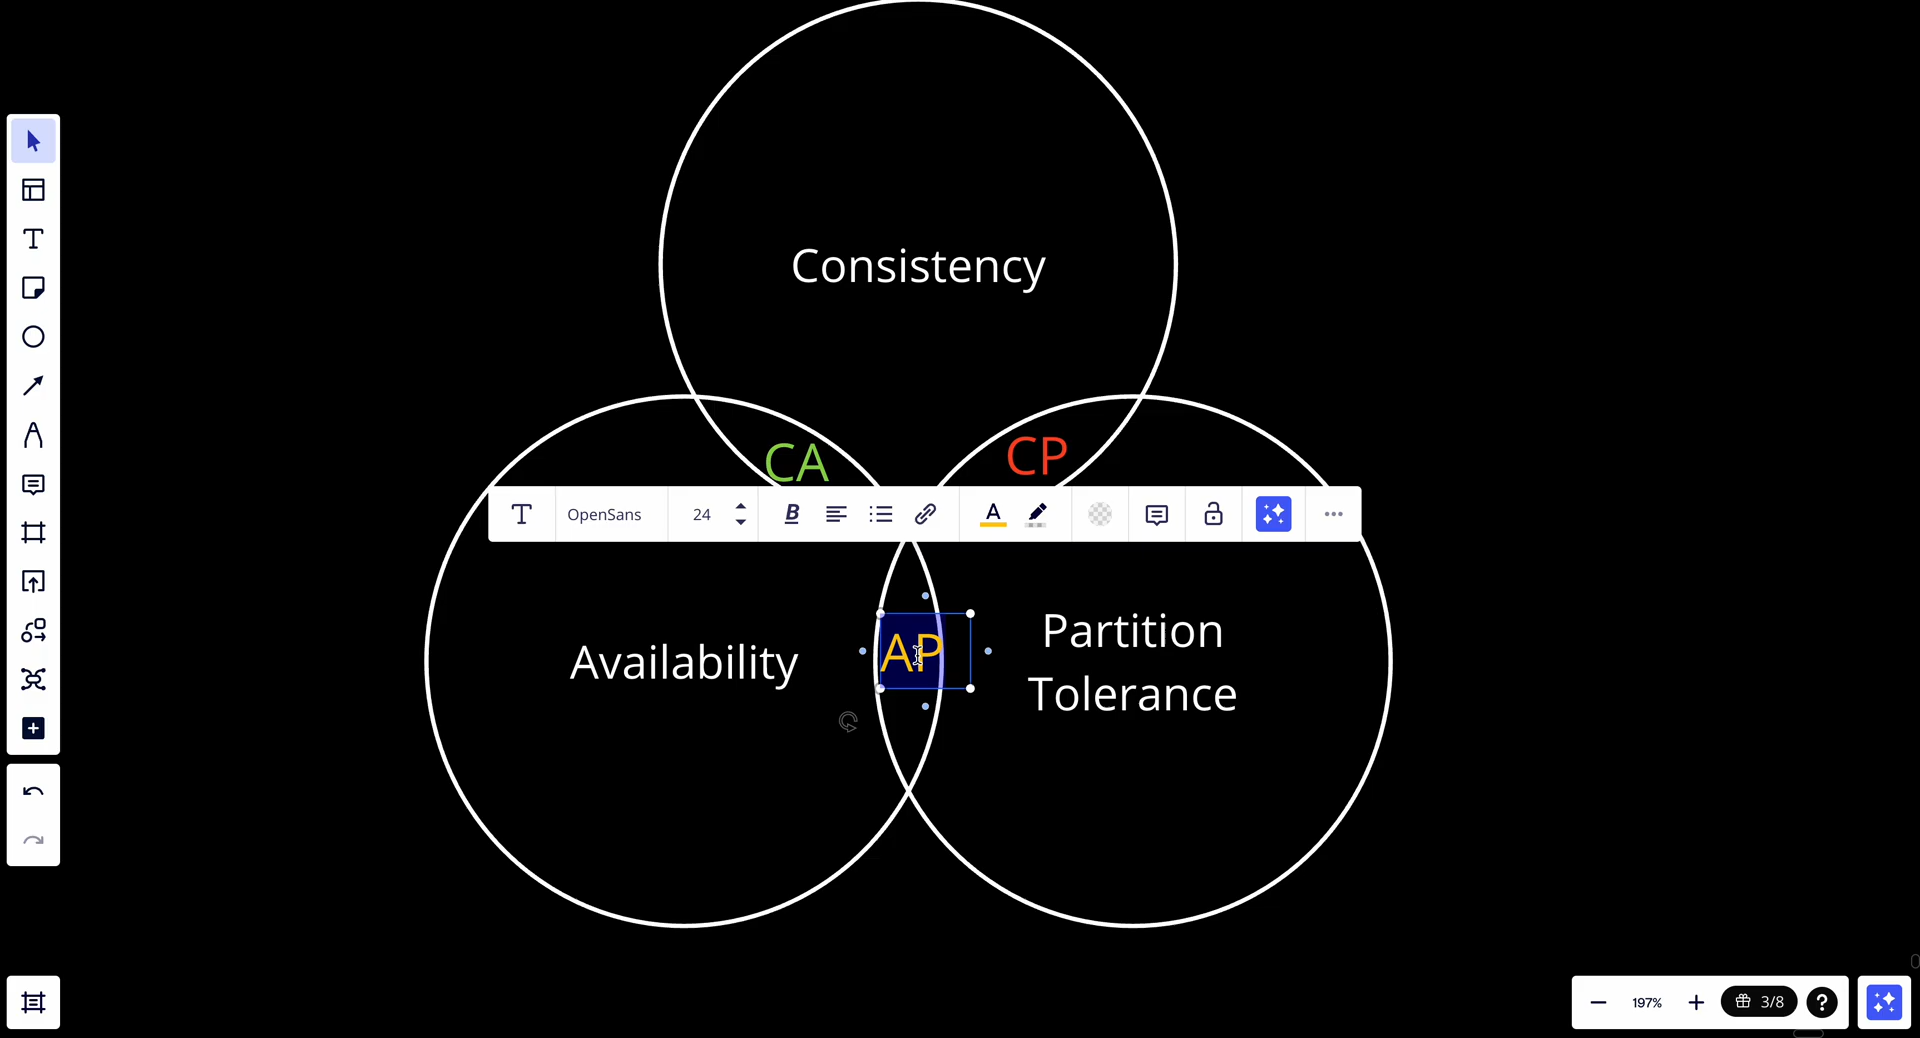 Consistency
CA
CP
OpenSans
24
B
A
Availability
AP
Partition
Tolerance
197%
3/8
?